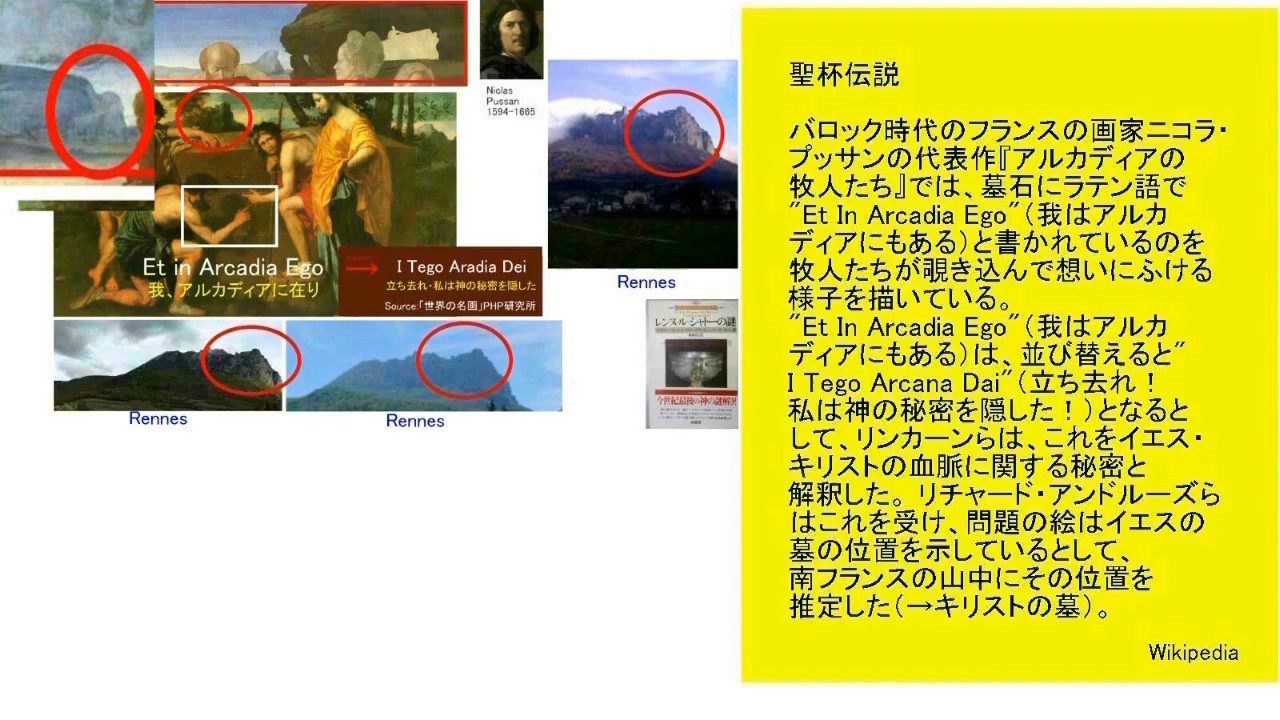 Niclas
Pussan
1594-1665
Et in Arcadia Ego
我、アルカディアに在り
I Tego Aradia Dei
立ち去れ・私は神の秘密を隠した
Source:「世界の名画」PHP研究所
Rennes
Rennes
Rennes
レンヌル=シャトーの謎
今世紀最後の神の謎解き!
聖杯伝説
バロック時代のフランスの画家ニコラ・
プッサンの代表作『アルカディアの
牧人たち』では、墓石にラテン語で
"Et In Arcadia Ego"（我はアルカ
ディアにもある）と書かれているのを
牧人たちが覗き込んで想いにふける
様子を描いている。
"Et In Arcadia Ego"（我はアルカ
ディアにもある）は、並び替えると"
I Tego Arcana Dai"（立ち去れ！
私は神の秘密を隠した！）となると
して、リンカーンらは、これをイエス・
キリストの血脈に関する秘密と
解釈した。リチャード・アンドルーズら
はこれを受け、問題の絵はイエスの
墓の位置を示しているとして、
南フランスの山中にその位置を
推定した（→キリストの墓）。
Wikipedia